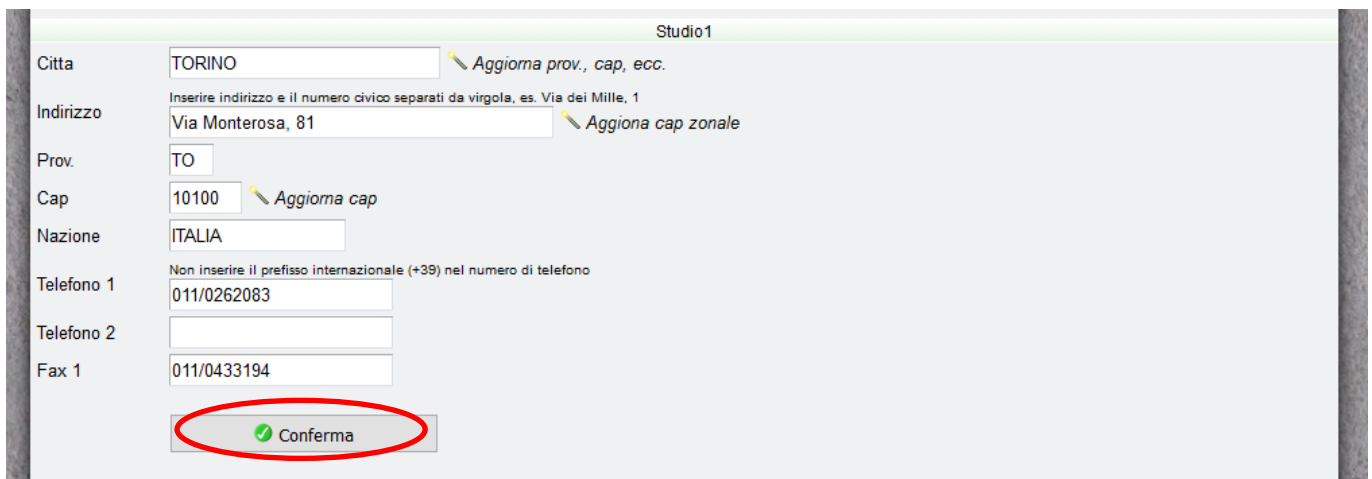 Studio1
Citta TORINO Aggiorna prov., cap, ecc.
Inserire indirizzo e il numero civico separati da virgola, es. Via dei Mille, 1
Indirizzo Via Monterosa, 81 Aggiona cap zonale
Prov. TO
Cap 10100 Aggiorna cap
Nazione ITALIA
Non inserire il prefisso internazionale (+39) nel numero di telefono
Telefono 1 011/0262083
Telefono 2
Fax 1 011/0433194
Conferma